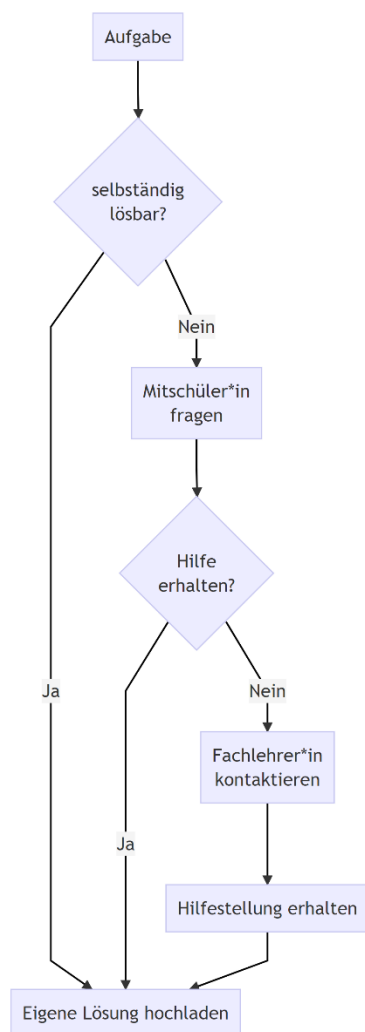 Aufgabe
selbständig
lösbar?
Nein
Mitschüler*in
fragen
Hilfe
erhalten?
Ja
Nein
Fachlehrer*in
kontaktieren
Ja
Hilfestellung erhalten
Eigene Lösung hochladen